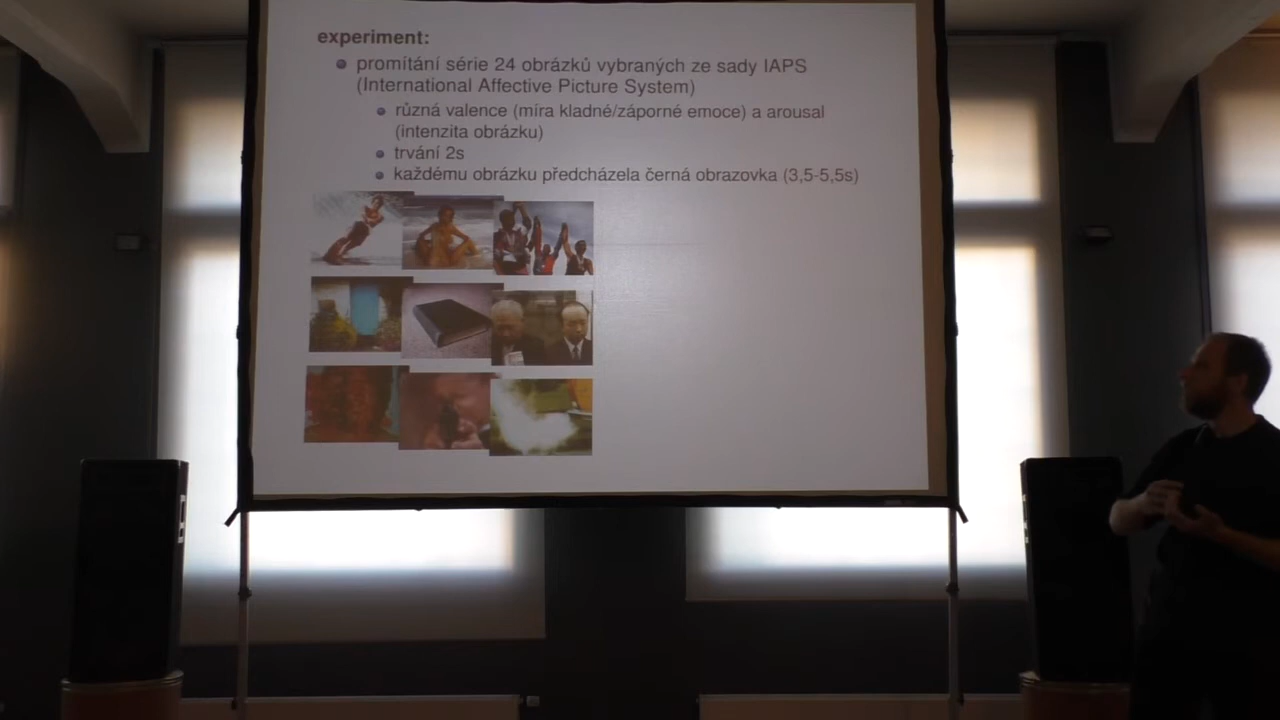 experiment:
promítání série 24 obrázků vybraných ze sady IAPS
(International Affective Picture System)
různá valence (míra kladné/záporné emoce) a arousal
(intenzita obrázku)
trvání 2s
každému obrázku předcházela černá obrazovka (3,5-5,5s)